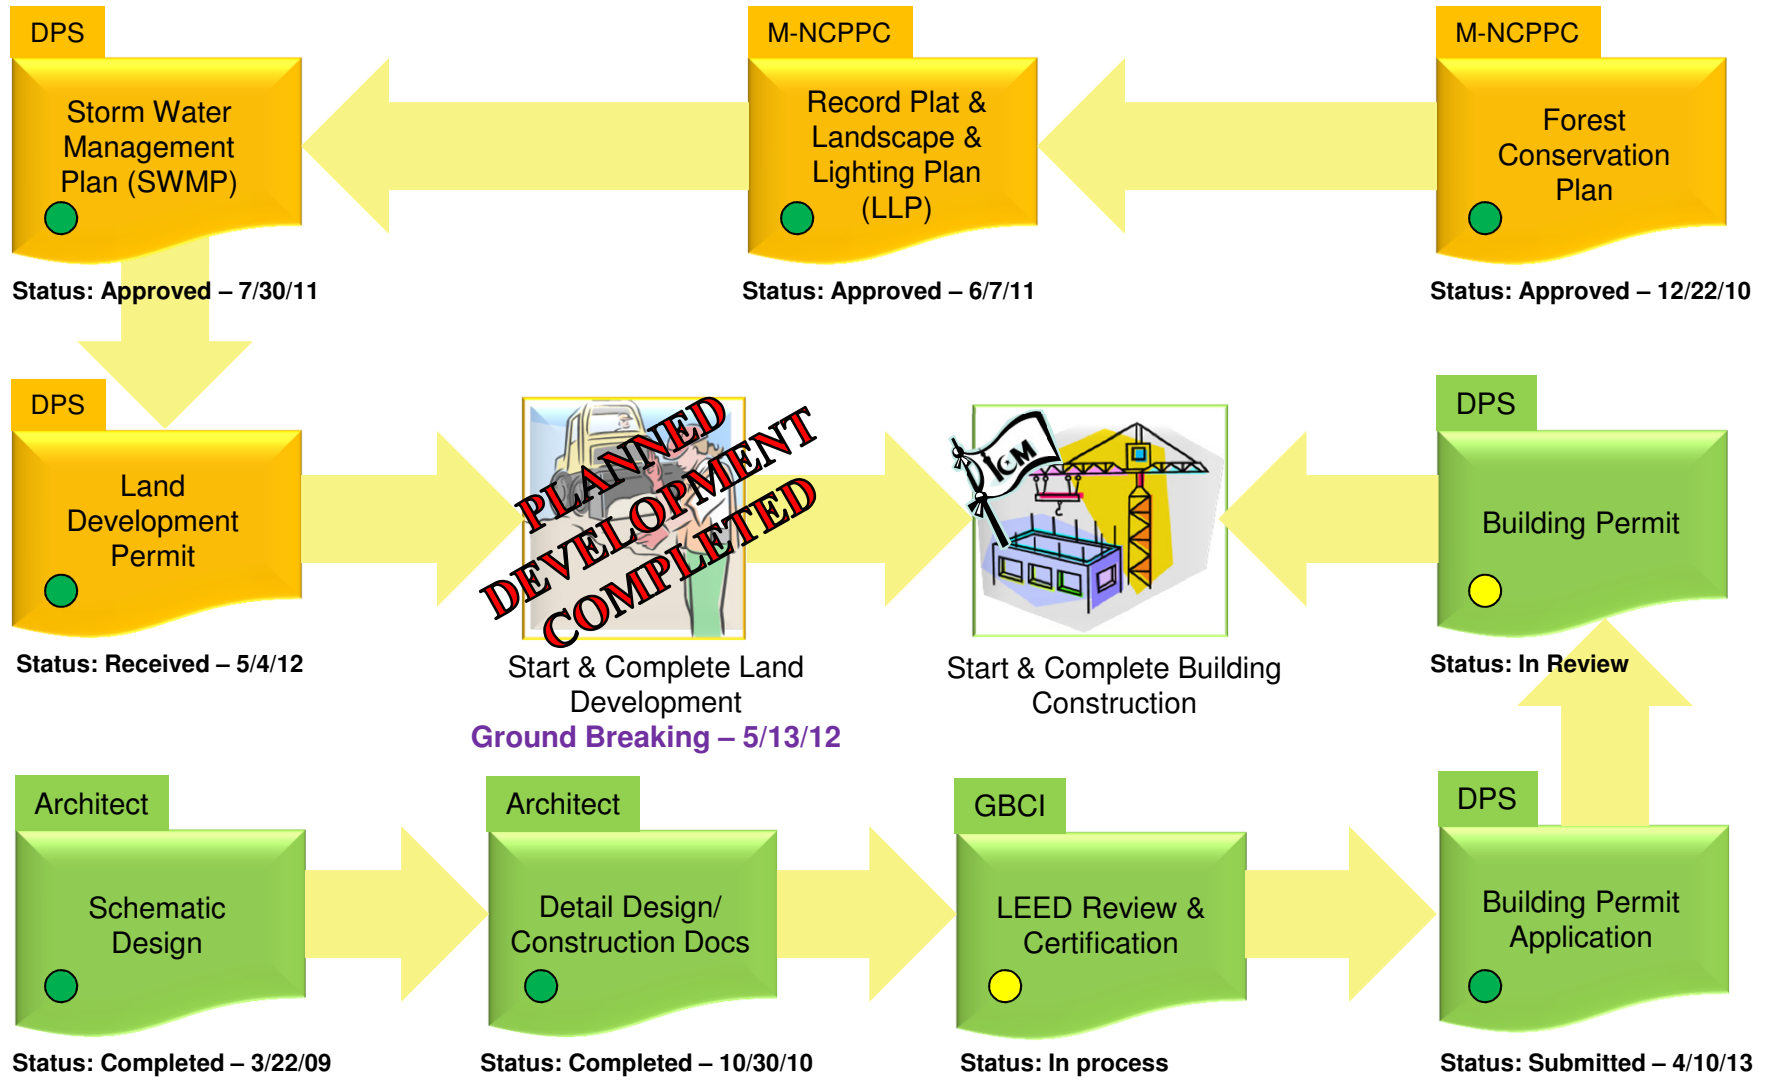 DPS
Storm Water
Management
Plan (SWMP)
Status: Approved – 7/30/11
M-NCPPC
Record Plat &
Landscape &
Lighting Plan
(LLP)
Status: Approved – 6/7/11
M-NCPPC
Forest
Conservation
Plan
Status: Approved – 12/22/10
DPS
Land
Development
Permit
Status: Received – 5/4/12
PLANNED
DEVELOPMENT
COMPLETED
Start & Complete Land
Development
Ground Breaking – 5/13/12
ICM
Start & Complete Building
Construction
DPS
Building Permit
Status: In Review
Architect
Schematic
Design
Status: Completed – 3/22/09
Architect
Detail Design/
Construction Docs
Status: Completed – 10/30/10
GBCI
LEED Review &
Certification
Status: In process
DPS
Building Permit
Application
Status: Submitted – 4/10/13